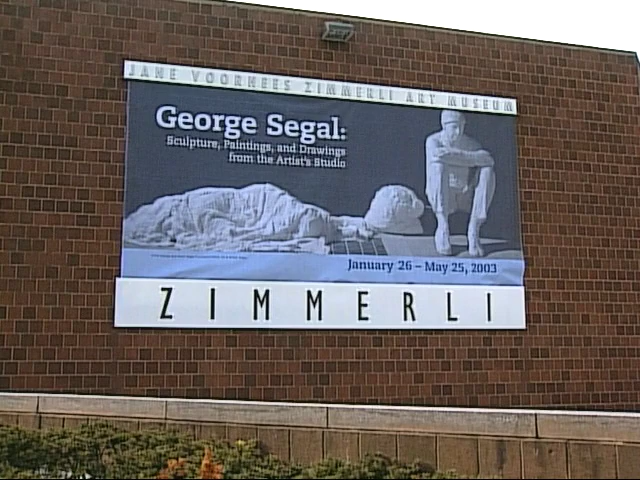 JANE VOORHEES ZIMMERLI ART MUSEUM
George Segal:
Sculpture, Paintings, and Drawings
from the Artist's Studio
January 26 – May 25, 2003
ZIMMERLI